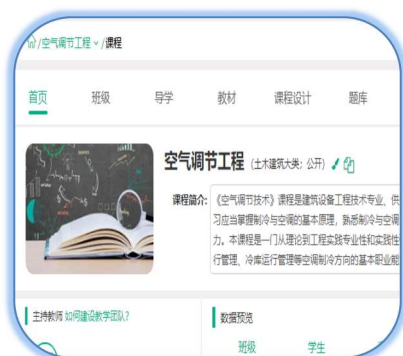 /空气调节工程 /课程
首页 班级 导学 教材 课程设计 题库
空气调节工程 (土木建筑大类; 公开)
课程简介: 《空气调节技术》课程是建筑设备工程技术专业、供
习应当掌握制冷与空调的基本原理，熟悉制冷与空调
力。本课程是一门从理论到工程实践专业性和实践性
行管理、冷库运行管理等空调制冷方向的基本职业能
主持教师 如何建设教学团队? 数据预览
班级 学生